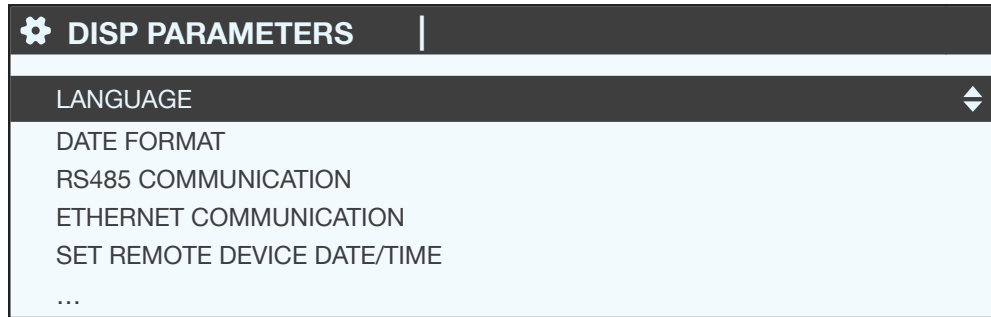 DISP PARAMETERS
LANGUAGE
DATE FORMAT
RS485 COMMUNICATION
ETHERNET COMMUNICATION
SET REMOTE DEVICE DATE/TIME
…